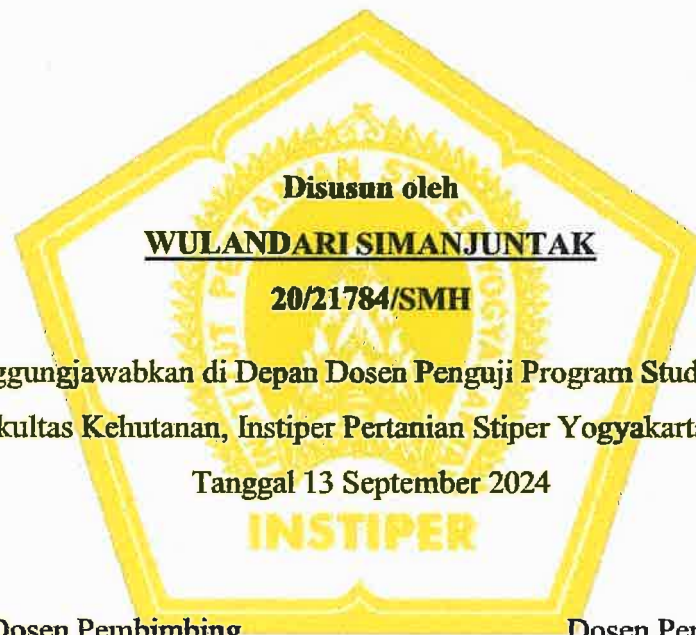 Disusun oleh
WULANDARI SIMANJUNTAK
20/21784/SMH
ggungjawabkan di Depan Dosen Penguji Program Stud
kultas Kehutanan, Instiper Pertanian Stiper Yogyakart
Tanggal 13 September 2024
INSTIPER
Dosen Pembimbing
Dosen Pe